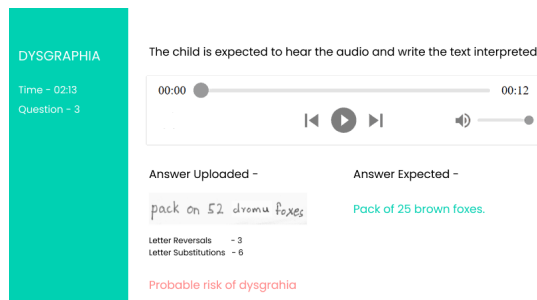 DYSGRAPHIA
Time - 02:13
Question - 3
The child is expected to hear the audio and write the text interpreted
00:00 00:12
Answer Uploaded -
Answer Expected -
pack on 52 dromu foxes
Pack of 25 brown foxes.
Letter Reversals - 3
Letter Substitutions - 6
Probable risk of dysgrahia